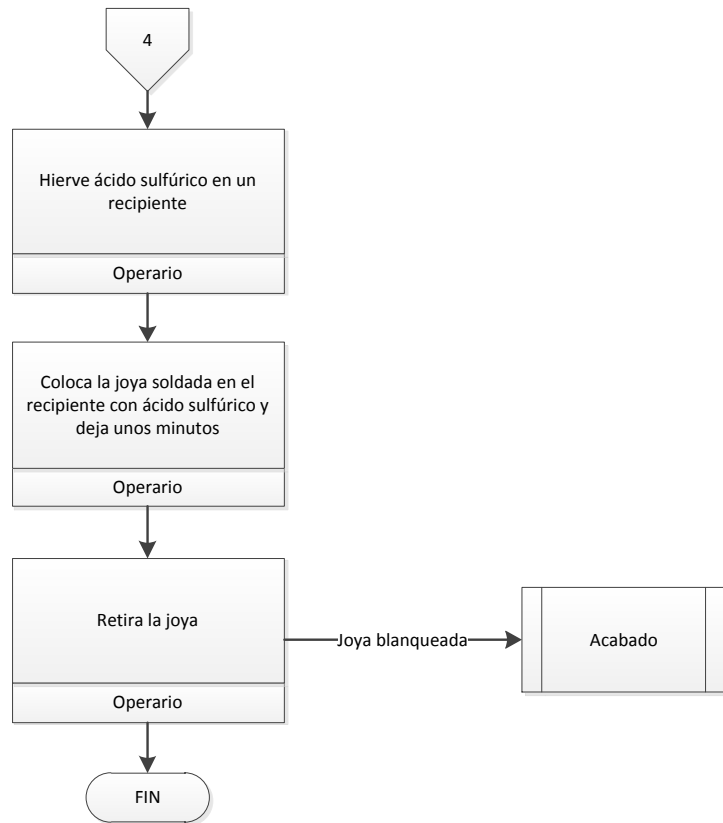 4
Hierve ácido sulfúrico en un
recipiente
Operario
Coloca la joya soldada en el
recipiente con ácido sulfúrico y
deja unos minutos
Operario
Retira la joya
Joya blanqueada
Acabado
Operario
FIN